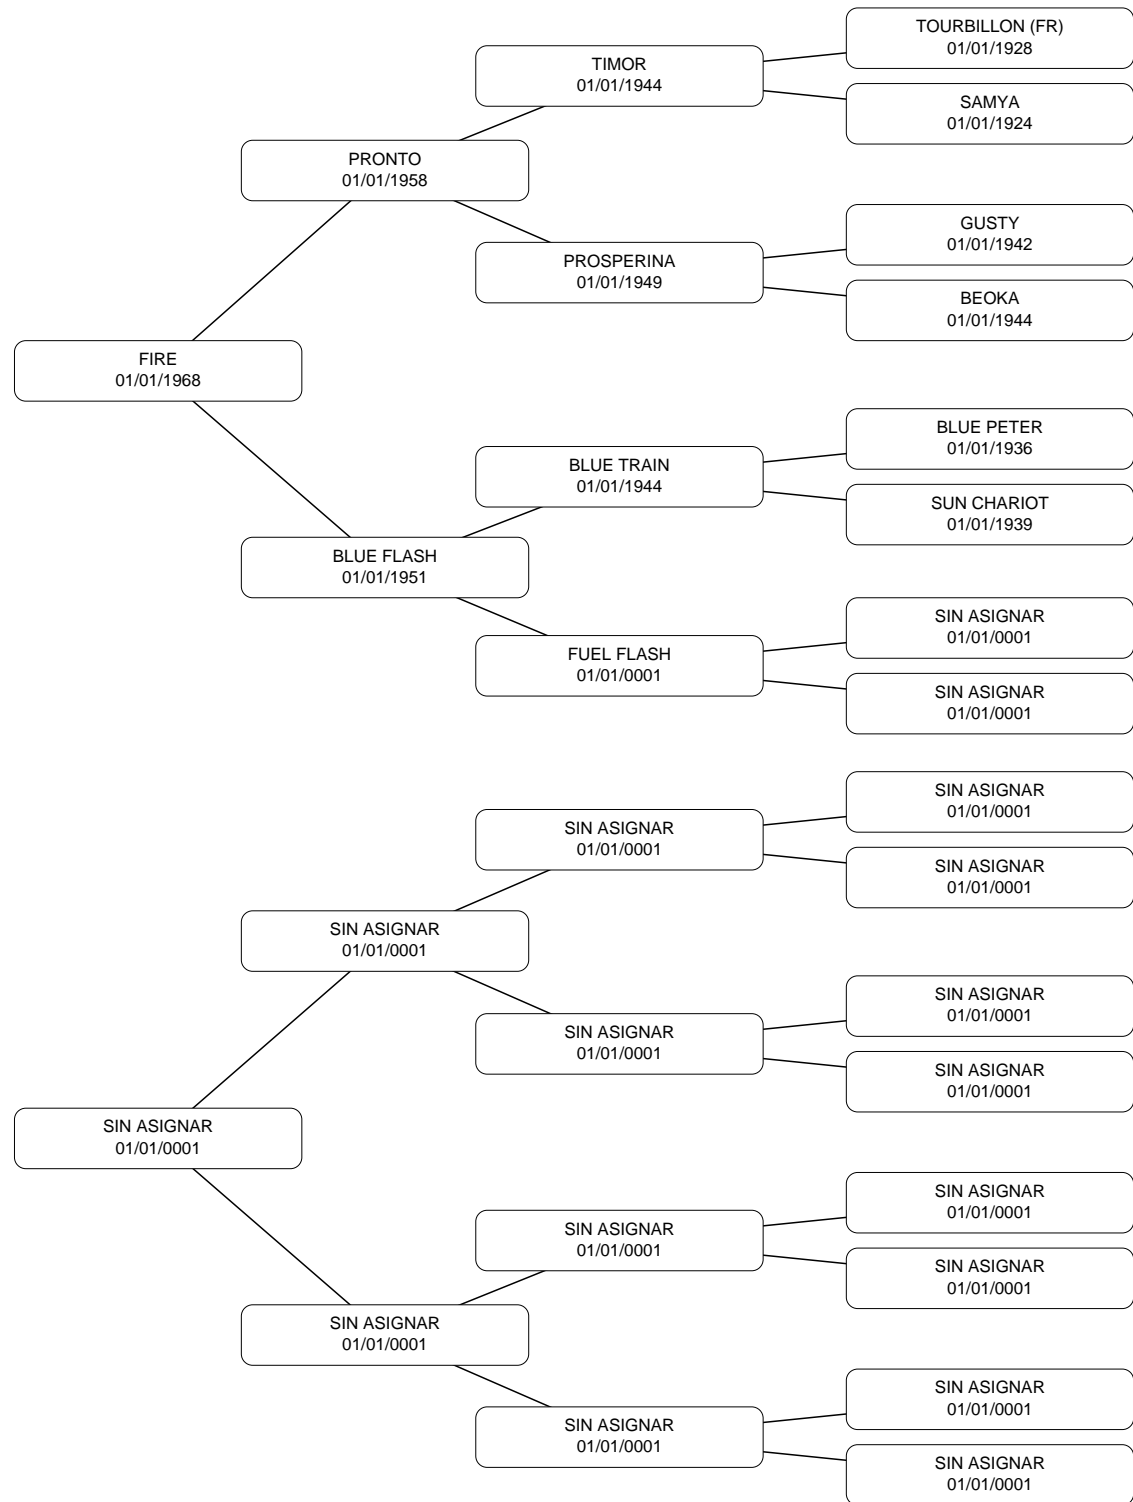 TOURBILLON (FR)
01/01/1928
TIMOR
01/01/1944
SAMYA
01/01/1924
PRONTO
01/01/1958
GUSTY
01/01/1942
PROSPERINA
01/01/1949
BEOKA
01/01/1944
FIRE
01/01/1968
BLUE PETER
01/01/1936
BLUE TRAIN
01/01/1944
SUN CHARIOT
01/01/1939
BLUE FLASH
01/01/1951
SIN ASIGNAR
01/01/0001
FUEL FLASH
01/01/0001
SIN ASIGNAR
01/01/0001
SIN ASIGNAR
01/01/0001
SIN ASIGNAR
01/01/0001
SIN ASIGNAR
01/01/0001
SIN ASIGNAR
01/01/0001
SIN ASIGNAR
01/01/0001
SIN ASIGNAR
01/01/0001
SIN ASIGNAR
01/01/0001
SIN ASIGNAR
01/01/0001
SIN ASIGNAR
01/01/0001
SIN ASIGNAR
01/01/0001
SIN ASIGNAR
01/01/0001
SIN ASIGNAR
01/01/0001
SIN ASIGNAR
01/01/0001
SIN ASIGNAR
01/01/0001
SIN ASIGNAR
01/01/0001